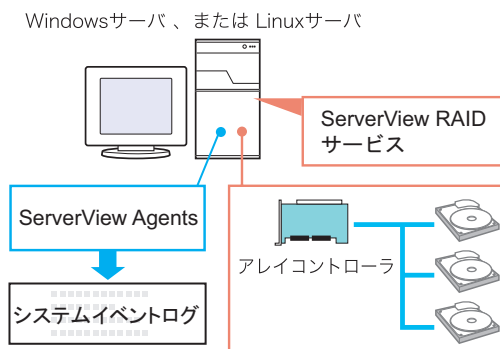 Windowsサーバ 、または Linuxサーバ
ServerView RAID
サービス
ServerView Agents
アレイコントローラ
システムイベントログ